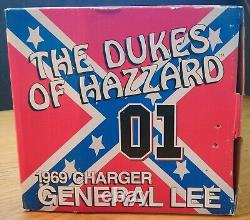 THE DUKES
OF HAZZARD
01
1969 CHARGER
GENERAL LEE